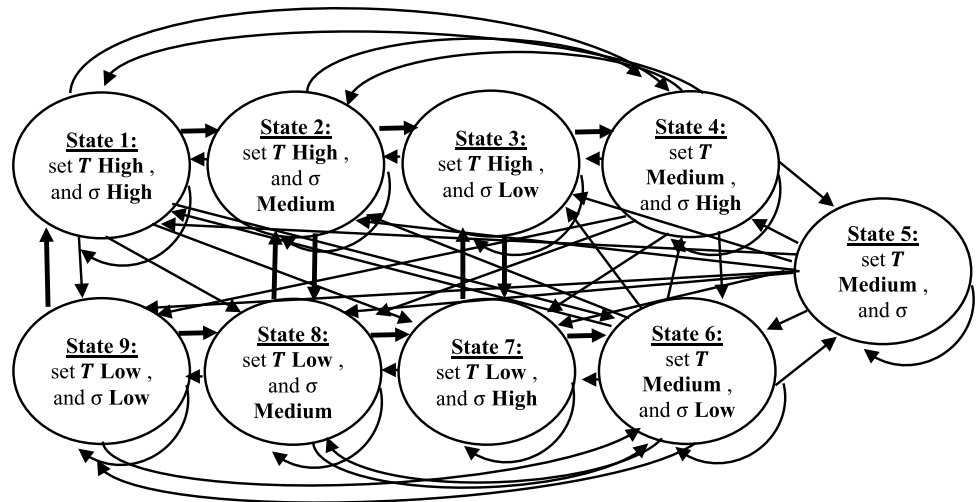 State 1:
set T High ,
and σ High
State 2:
set T High ,
and σ
Medium
State 3:
set T High ,
and σ Low
State 4:
set T
Medium ,
and σ High
State 5:
set T
Medium ,
and σ
State 9:
set T Low ,
and σ Low
State 8:
set T Low ,
and σ
Medium
State 7:
set T Low ,
and σ High
State 6:
set T
Medium ,
and σ Low